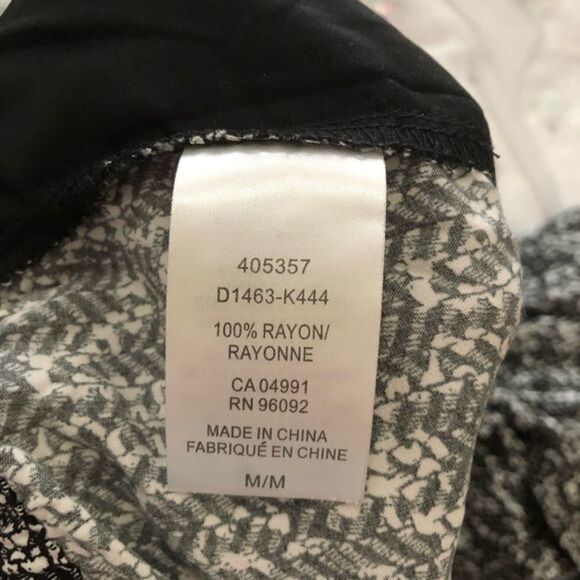 405357
D1463-K444
100% RAYON/
RAYONNE
CA 04991
RN 96092
MADE IN CHINA
FABRIQUÉ EN CHINE
M/M